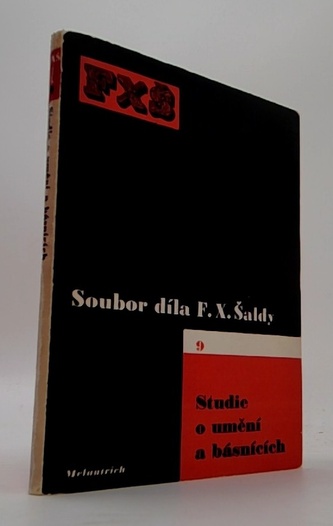 FXŠ
Soubor díla F. X. Šaldy
9
Studie
o umění
a básnících
Melantrich